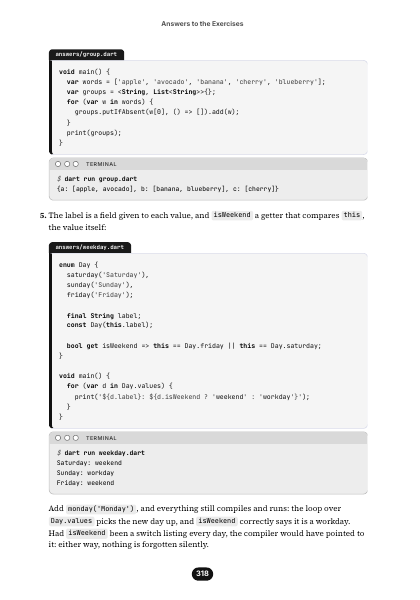 Answers to the Exercises
answers/group.dart
void main() {
  var words = ['apple', 'avocado', 'banana', 'cherry', 'blueberry'];
  var groups = <String, List<String>>{};
  for (var w in words) {
    groups.putIfAbsent(w[0], () => []).add(w);
  }
  print(groups);
}
TERMINAL
$ dart run group.dart
{a: [apple, avocado], b: [banana, blueberry], c: [cherry]}
5. The label is a field given to each value, and isWeekend a getter that compares this,
the value itself:
answers/weekday.dart
enum Day {
  saturday('Saturday'),
  sunday('Sunday'),
  friday('Friday');
  final String label;
  const Day(this.label);
  bool get isWeekend => this == Day.friday || this == Day.saturday;
}
void main() {
  for (var d in Day.values) {
    print('${d.label}: ${d.isWeekend ? 'weekend' : 'workday'}');
  }
}
TERMINAL
$ dart run weekday.dart
Saturday: weekend
Sunday: workday
Friday: weekend
Add monday('Monday'), and everything still compiles and runs: the loop over
Day.values picks the new day up, and isWeekend correctly says it is a workday.
Had isWeekend been a switch listing every day, the compiler would have pointed to
it: either way, nothing is forgotten silently.
318